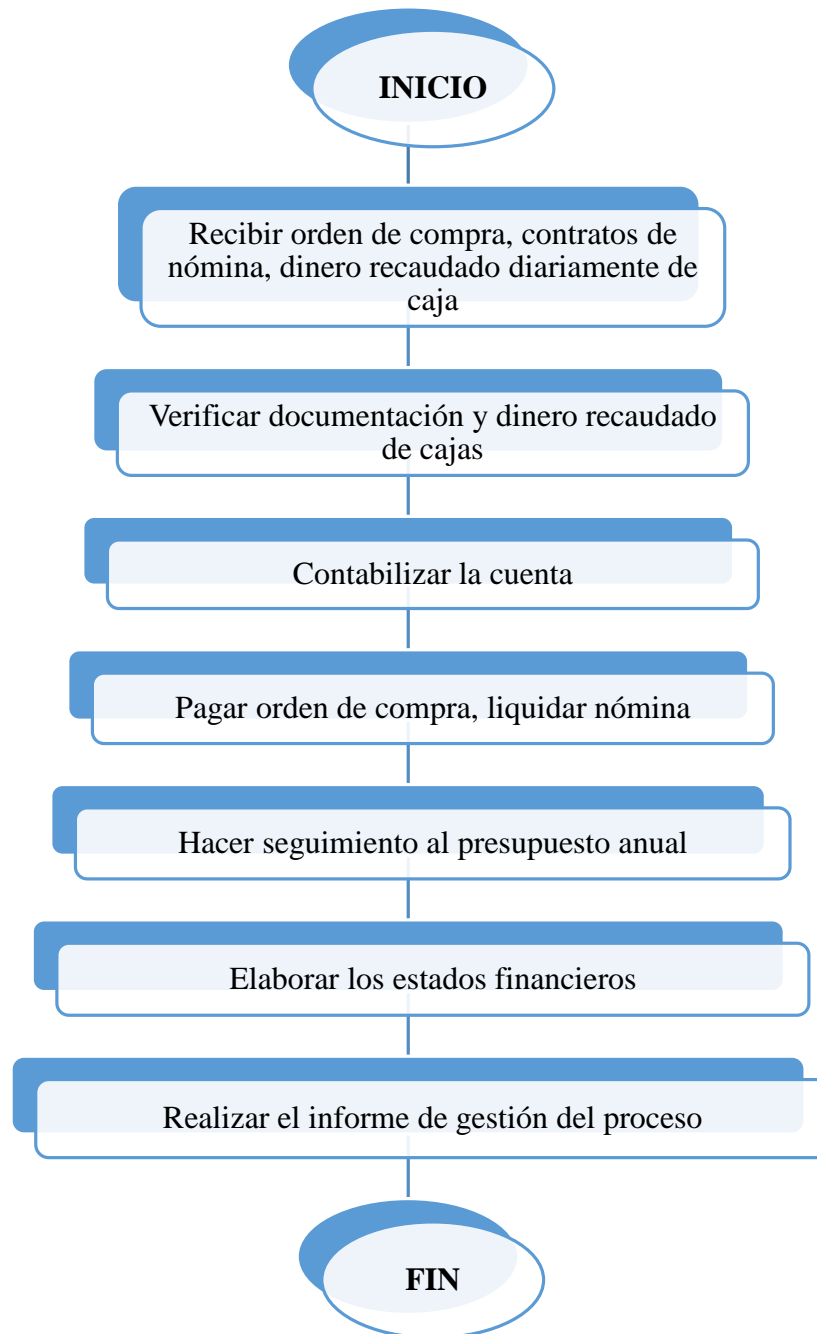 INICIO
Recibir orden de compra, contratos de
nómina, dinero recaudado diariamente de
caja
Verificar documentación y dinero recaudado
de cajas
Contabilizar la cuenta
Pagar orden de compra, liquidar nómina
Hacer seguimiento al presupuesto anual
Elaborar los estados financieros
Realizar el informe de gestión del proceso
FIN